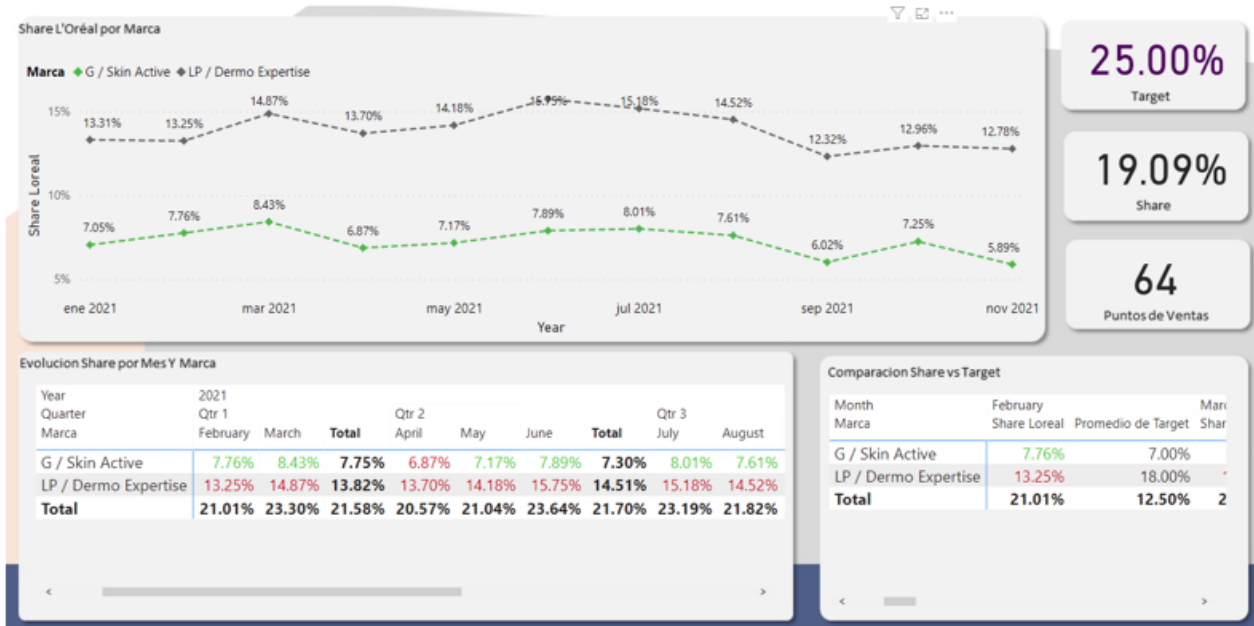 Share L'Oréal por Marca
Marca G / Skin Active LP / Dermo Expertise
Share Loreal
15%
10%
5%
13.31% 13.25% 14.87% 13.70% 14.18% 15.75% 15.18% 14.52% 12.32% 12.96% 12.78%
7.05% 7.76% 8.43% 6.87% 7.17% 7.89% 8.01% 7.61% 6.02% 7.25% 5.89%
ene 2021 mar 2021 may 2021 jul 2021 sep 2021 nov 2021
Year
25.00%
Target
19.09%
Share
64
Puntos de Ventas
Evolucion Share por Mes Y Marca
Year 2021
Quarter Qtr 1 Qtr 2 Qtr 3
Marca February March Total April May June Total July August
G / Skin Active 7.76% 8.43% 7.75% 6.87% 7.17% 7.89% 7.30% 8.01% 7.61%
LP / Dermo Expertise 13.25% 14.87% 13.82% 13.70% 14.18% 15.75% 14.51% 15.18% 14.52%
Total 21.01% 23.30% 21.58% 20.57% 21.04% 23.64% 21.70% 23.19% 21.82%
Comparacion Share vs Target
Month February
Marca Share Loreal Promedio de Target
G / Skin Active 7.76% 7.00%
LP / Dermo Expertise 13.25% 18.00%
Total 21.01% 12.50%